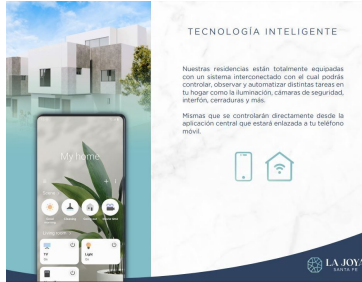 TECNOLOGÍA INTELIGENTE
Nuestras residencias están totalmente equipadas
con un sistema interconectado con el cual podrás
controlar, observar y automatizar distintas tareas en
tu hogar como la iluminación, cámaras de seguridad,
interfón, cerraduras y más.
Mismas que se controlarán directamente desde la
aplicación central que estará enlazada a tu teléfono
móvil.
My home
TV
Light
LA JOYA
SANTA FE